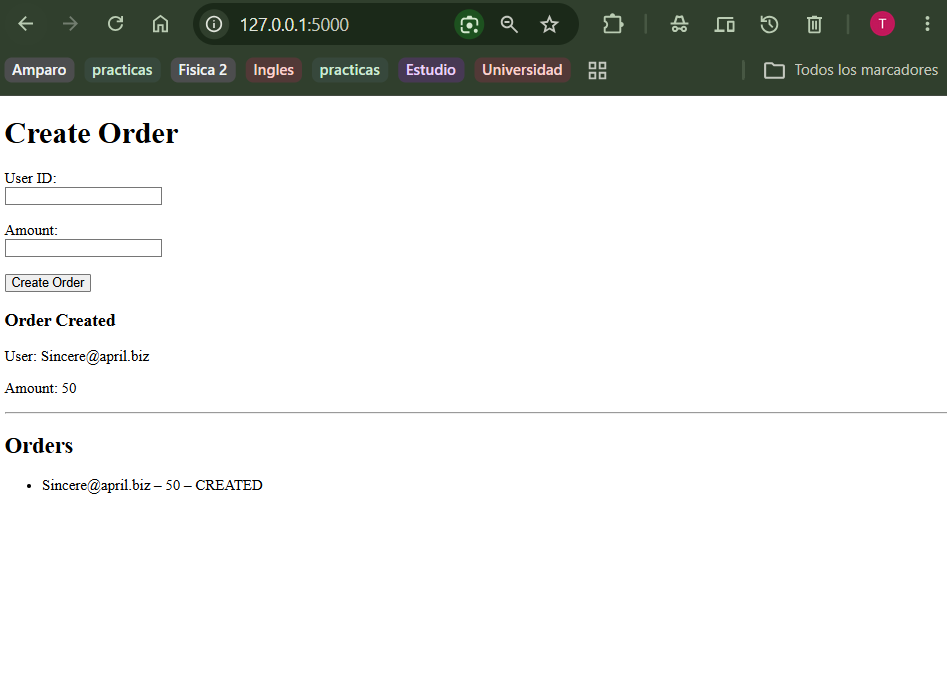 127.0.0.1:5000
T
Amparo practicas Fisica 2 Ingles practicas Estudio Universidad Todos los marcadores
Create Order
User ID:
Amount:
Create Order
Order Created
User: Sincere@april.biz
Amount: 50
Orders
• Sincere@april.biz – 50 – CREATED